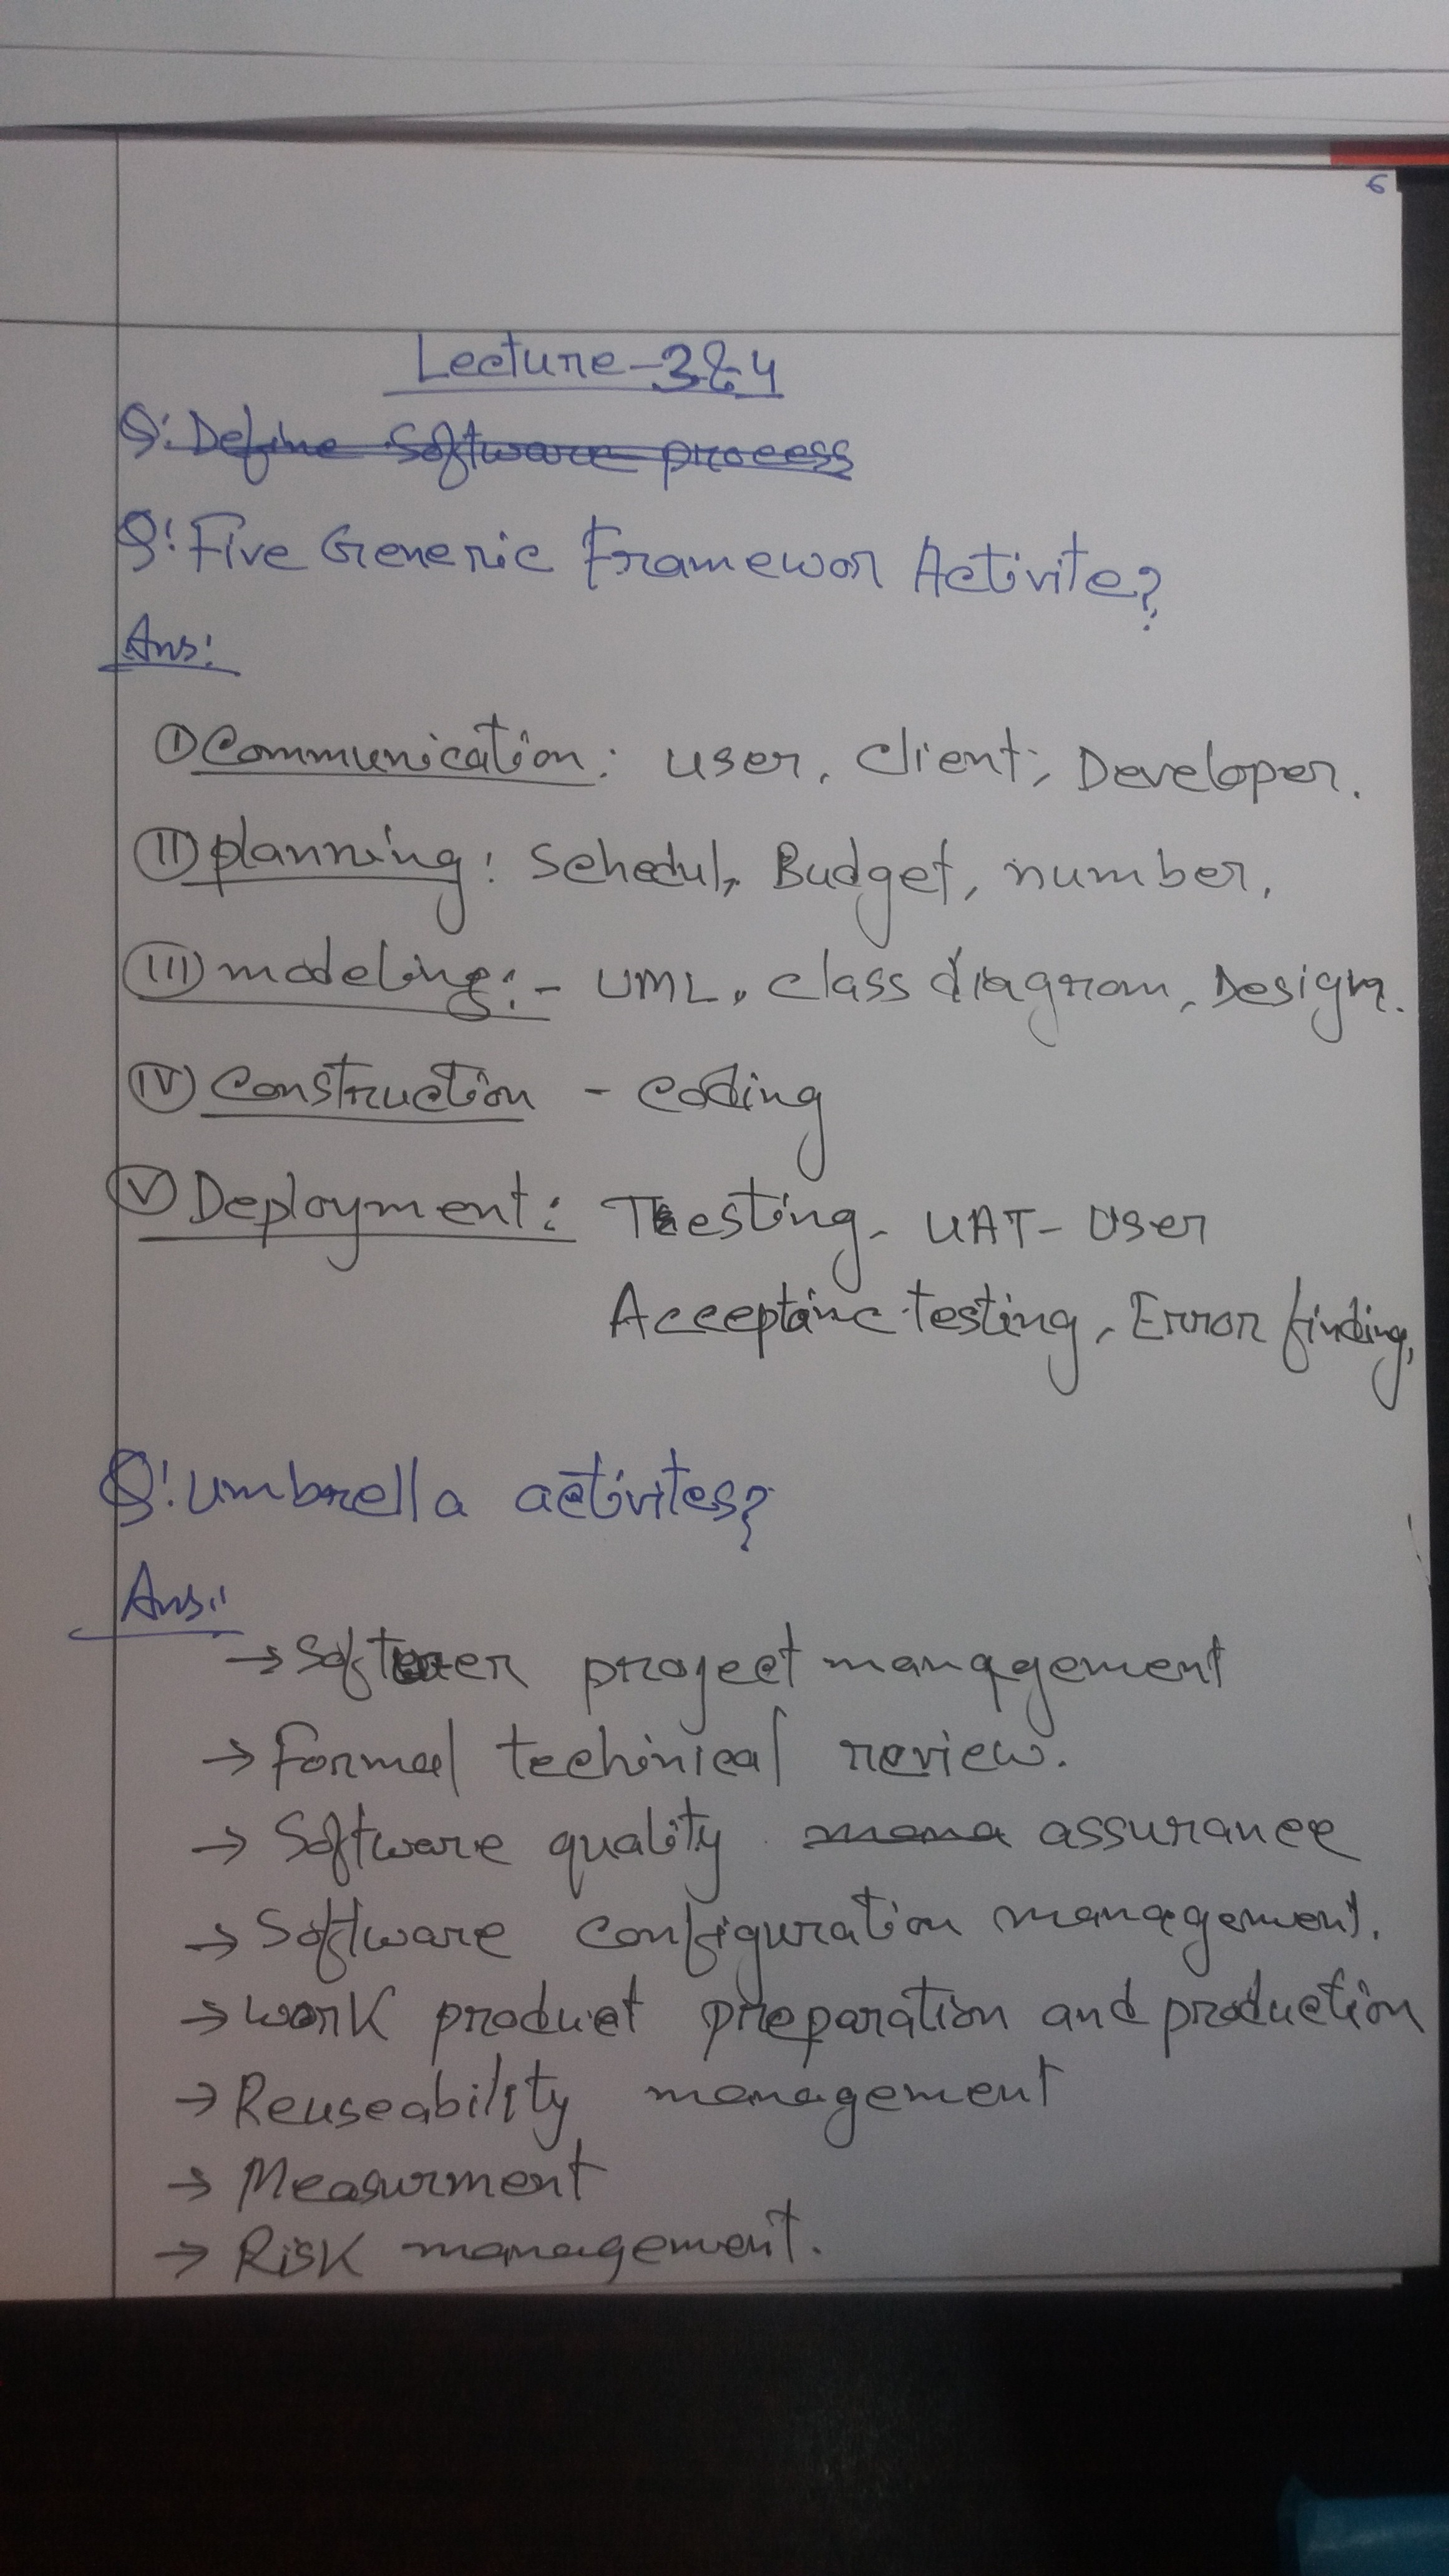 6
Lecture-3&4
Q: Define Software process
Q: Five Generic Framewor Activite?
Ans:
I Communication: user, client, Developer.
II planning: Schedul, Budget, number,
III modeling:- UML, class diagram, Design.
IV Construction - coding
V Deployment: Testing, UAT- User
Acceptinc testing, Error finding,
Q: Umbrella activites?
Ans:
→ Softwer project management
→ Formal techinical review.
→ Software quality mana assurance
→ Software configuration management.
→ work product preparation and production
→ Reuseability management
→ Measurment
→ Risk management.